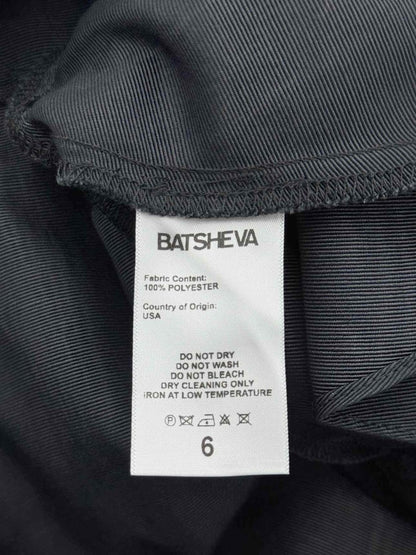 BATSHEVA
Fabric Content:
100% POLYESTER
Country of Origin:
USA
DO NOT DRY
DO NOT WASH
DO NOT BLEACH
DRY CLEANING ONLY
IRON AT LOW TEMPERATURE
6